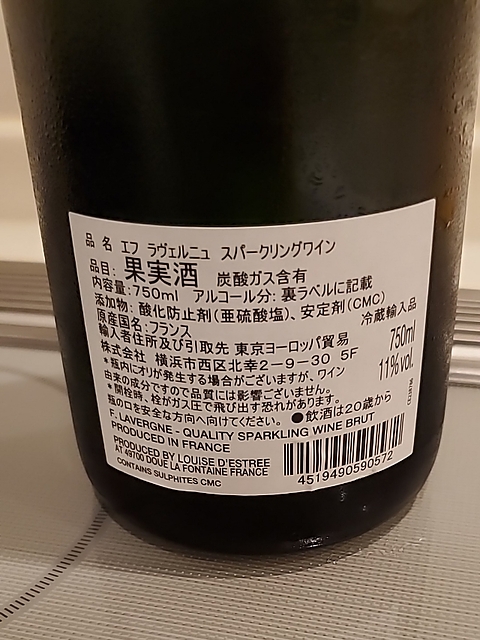 品 名 エフ ラヴェルニュ スパークリングワイン
品目: 果実酒 炭酸ガス含有
内容量:750ml アルコール分: 裏ラベルに記載
添加物: 酸化防止剤(亜硫酸塩)、安定剤(CMC)
原産国名:フランス 冷蔵輸入品
輸入者住所及び引取先 東京ヨーロッパ貿易 750ml
株式会社 横浜市西区北幸2-9-30 5F 11%vol.
*瓶内にオリが発生する場合がございますが、ワイン
由来の成分ですので品質には影響ございません。
*開栓時、栓がガス圧で飛び出す恐れがあります。
瓶の口を安全な方向へ向けてください。 ●飲酒は20歳から
F. LAVERGNE - QUALITY SPARKLING WINE BRUT
PRODUCED IN FRANCE
PRODUCED BY LOUISE D'ESTREE
AT 49700 DOUE LA FONTAINE FRANCE
CONTAINS SULPHITES CMC
4519490590572